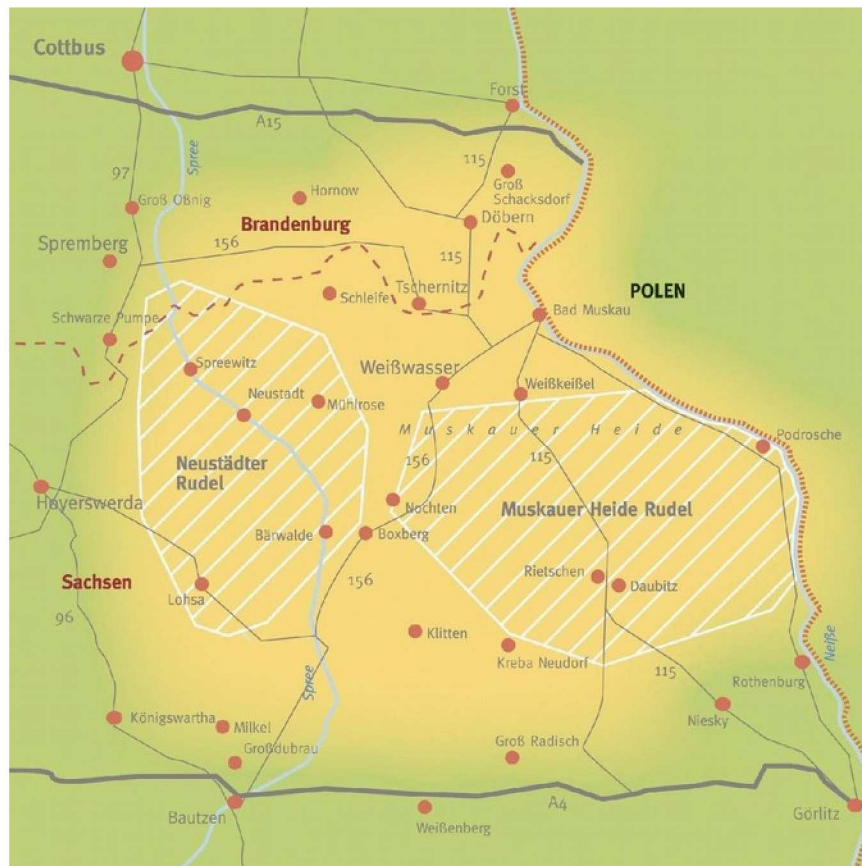 Cottbus
Forst
A15
Spree
115
97
Groß
Schacksdorf
Hornow
Groß Oßnig
Döbern
Brandenburg
156
115
Spremberg
POLEN
Schleife
Tschernitz
Bad Muskau
Schwarze Pumpe
Spreewitz
Weißwasser
Neustadt
Mühlrose
Weißkeißel
Muskauer Heide
Podrosche
156
115
Neustädter
Rudel
Hoyerswerda
Nochten
Muskauer Heide Rudel
Bärwalde
Boxberg
156
Rietschen
Daubitz
Sachsen
Lohsa
96
Klitten
Neiße
Kreba Neudorf
115
Rothenburg
Spree
Königswartha
Milkel
Niesky
Großdubrau
Groß Radisch
A4
Bautzen
Weißenberg
Görlitz